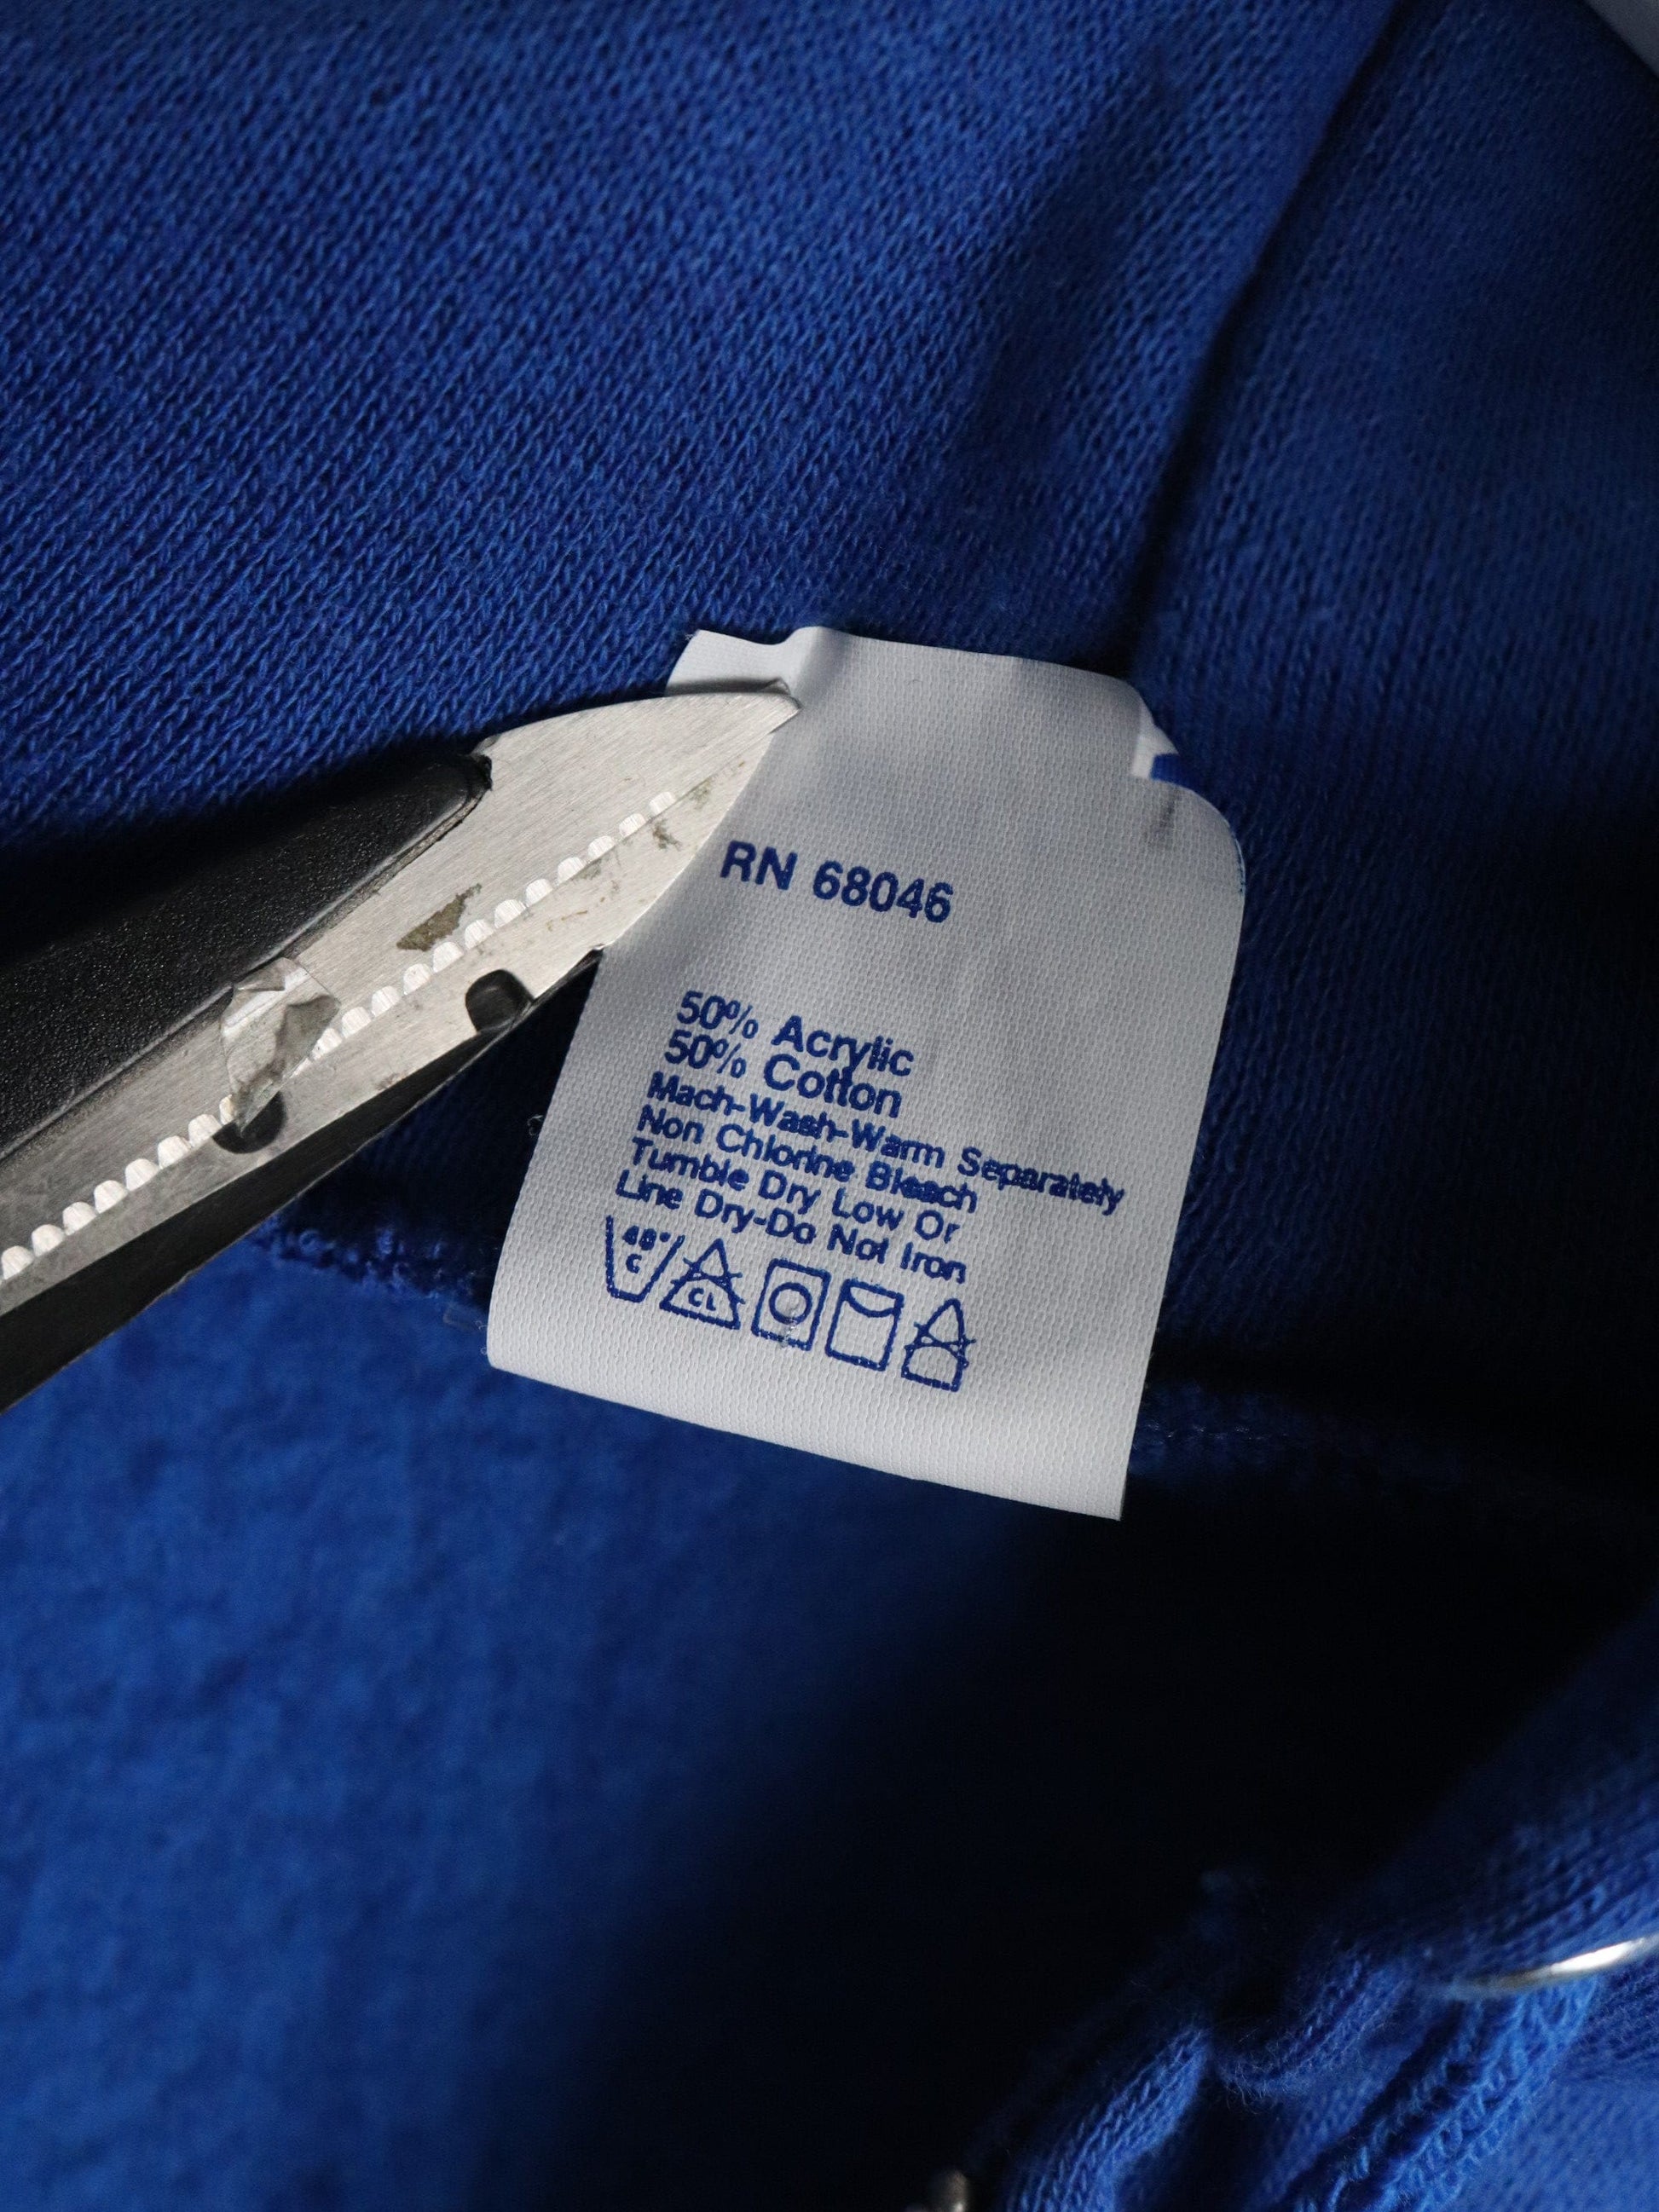 RN 68046
50% Acrylic
50% Cotton
Mach-Wash-Warm Separately
Non Chlorine Bleach
Tumble Dry Low Or
Line Dry-Do Not Iron
40°
C
CL